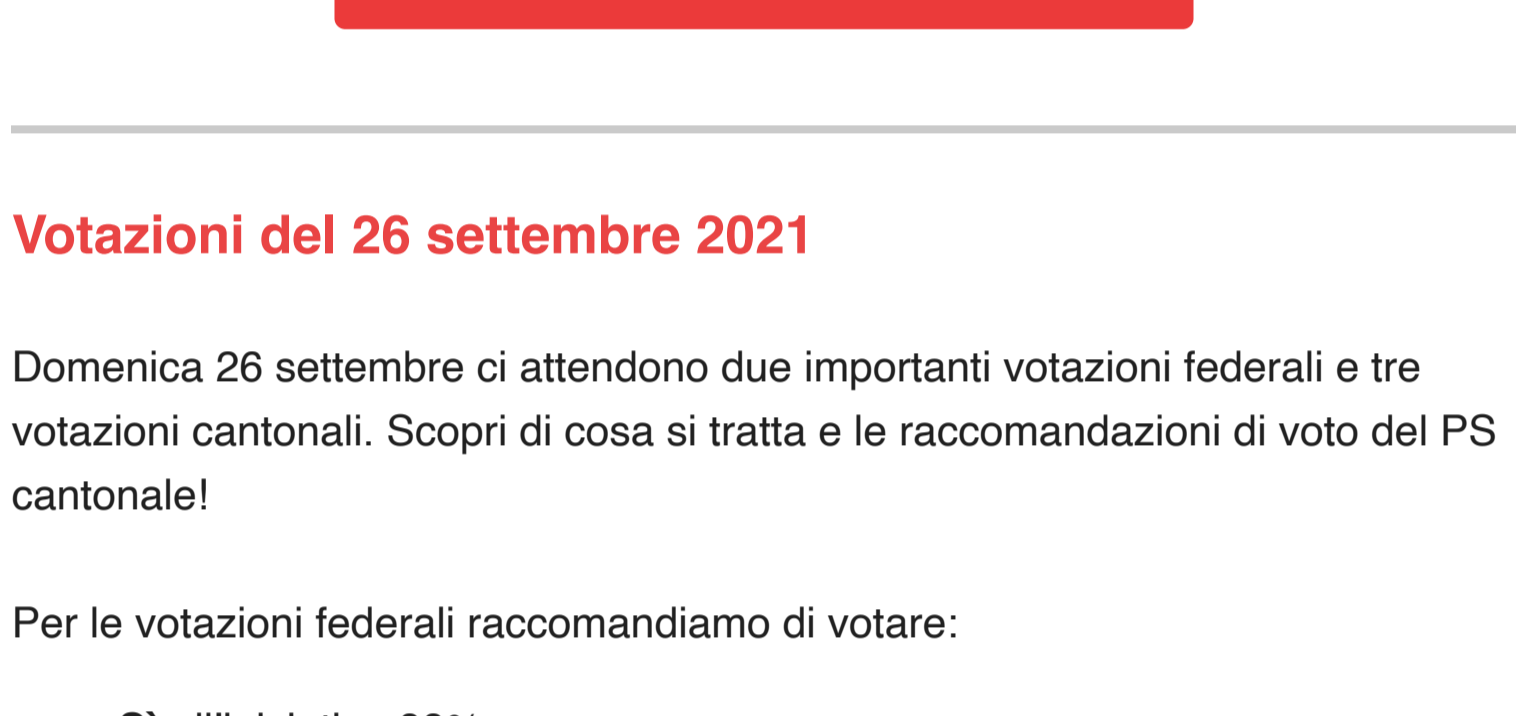 Votazioni del 26 settembre 2021
Domenica 26 settembre ci attendono due importanti votazioni federali e tre
votazioni cantonali. Scopri di cosa si tratta e le raccomandazioni di voto del PS
cantonale!
Per le votazioni federali raccomandiamo di votare: